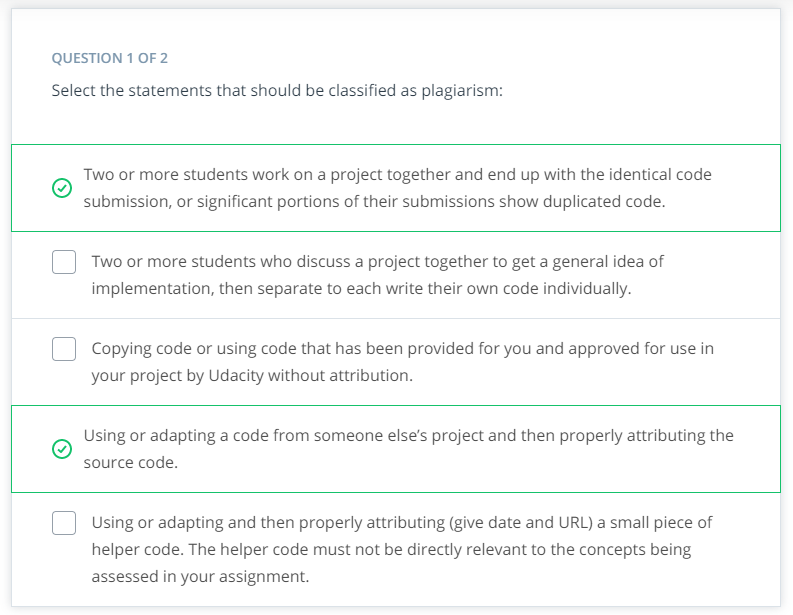 QUESTION 1 OF 2
Select the statements that should be classified as plagiarism:
Two or more students work on a project together and end up with the identical code
submission, or significant portions of their submissions show duplicated code.
Two or more students who discuss a project together to get a general idea of
implementation, then separate to each write their own code individually.
Copying code or using code that has been provided for you and approved for use in
your project by Udacity without attribution.
Using or adapting a code from someone else’s project and then properly attributing the
source code.
Using or adapting and then properly attributing (give date and URL) a small piece of
helper code. The helper code must not be directly relevant to the concepts being
assessed in your assignment.